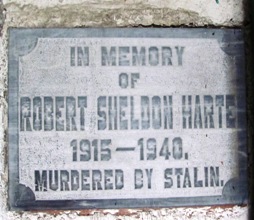 IN MEMORY
OF
ROBERT SHELDON HARTE
1915—1940.
MURDERED BY STALIN.